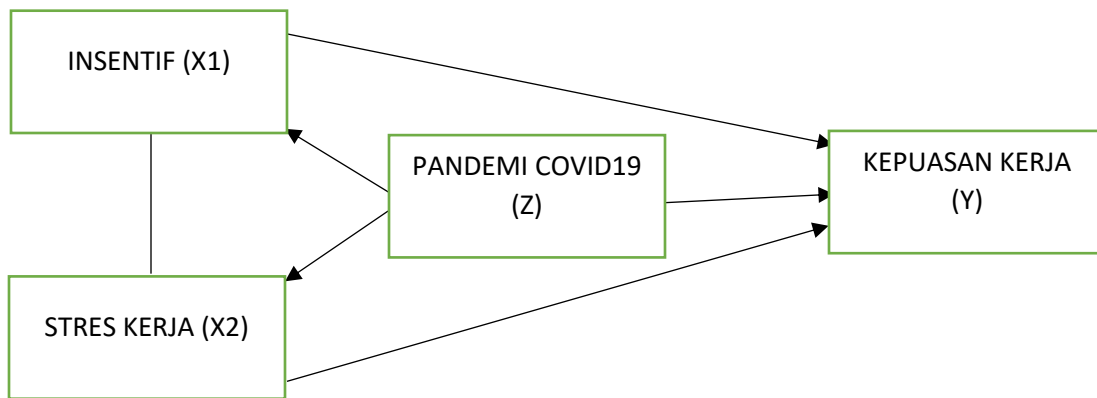 INSENTIF (X1)
PANDEMI COVID19
(Z)
KEPUASAN KERJA
(Y)
STRES KERJA (X2)